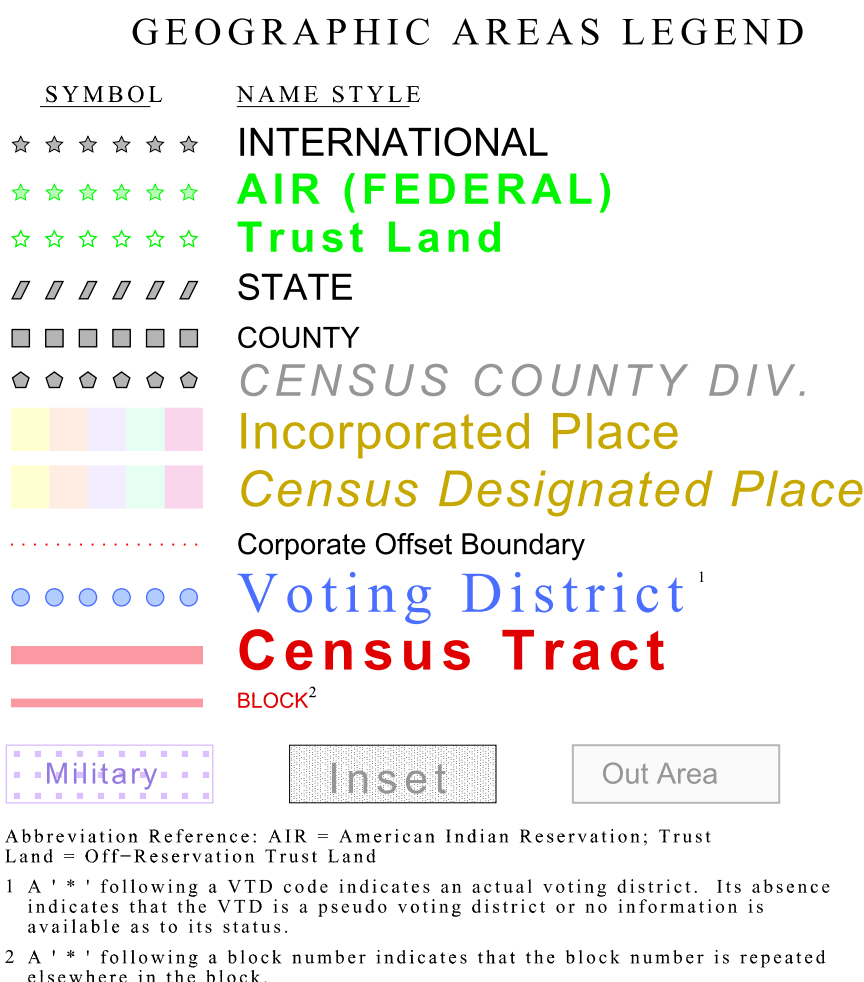 GEOGRAPHIC AREAS LEGEND
SYMBOL NAME STYLE
INTERNATIONAL
AIR (FEDERAL)
Trust Land
STATE
COUNTY
CENSUS COUNTY DIV.
Incorporated Place
Census Designated Place
Corporate Offset Boundary
Voting District 1
Census Tract
BLOCK2
Military Inset Out Area
Abbreviation Reference: AIR = American Indian Reservation; Trust
Land = Off−Reservation Trust Land
1 A ' * ' following a VTD code indicates an actual voting district. Its absence
indicates that the VTD is a pseudo voting district or no information is
available as to its status.
2 A ' * ' following a block number indicates that the block number is repeated
elsewhere in the block.